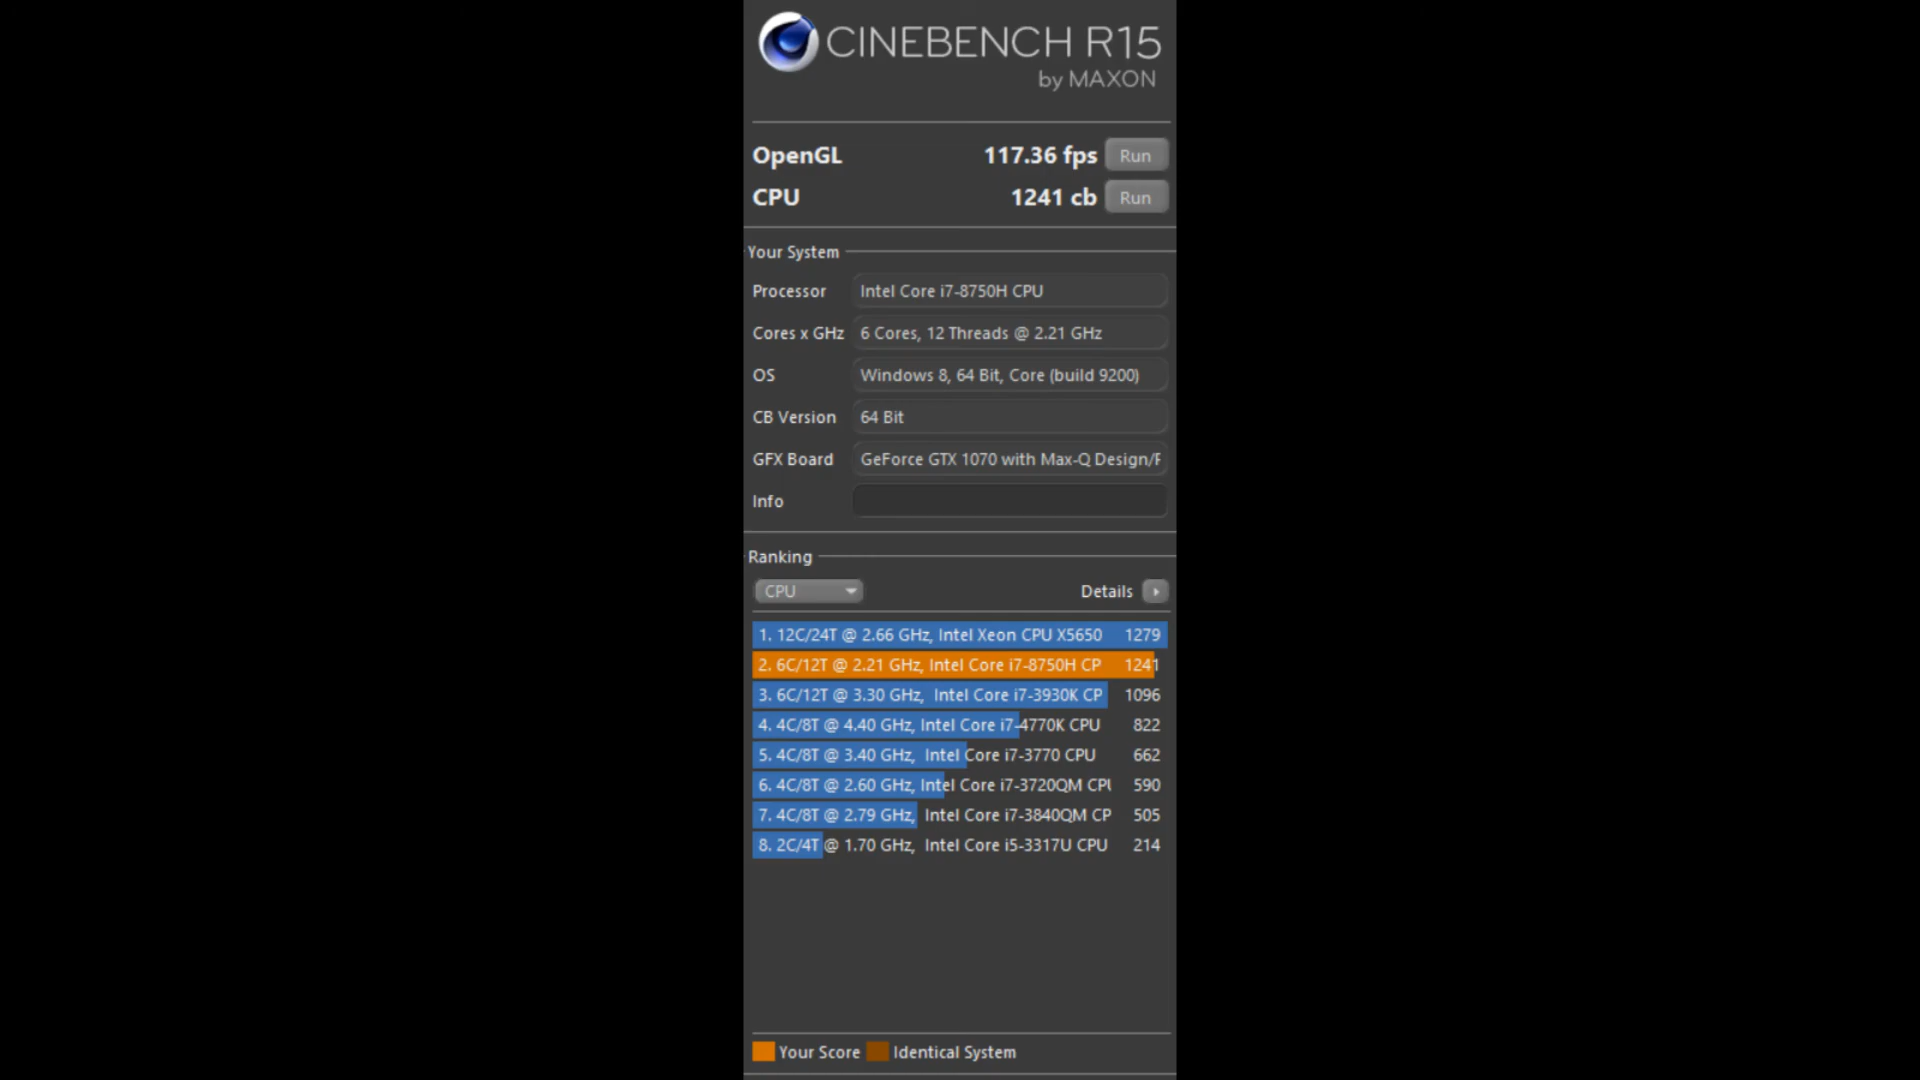 CINEBENCH R15
by MAXON
OpenGL 117.36 fps Run
CPU 1241 cb Run
Your System
Processor Intel Core i7-8750H CPU
Cores x GHz 6 Cores, 12 Threads @ 2.21 GHz
OS Windows 8, 64 Bit, Core (build 9200)
CB Version 64 Bit
GFX Board GeForce GTX 1070 with Max-Q Design/F
Info
Ranking
CPU Details
1. 12C/24T @ 2.66 GHz, Intel Xeon CPU X5650 1279
2. 6C/12T @ 2.21 GHz, Intel Core i7-8750H CP 1241
3. 6C/12T @ 3.30 GHz, Intel Core i7-3930K CP 1096
4. 4C/8T @ 4.40 GHz, Intel Core i7-4770K CPU 822
5. 4C/8T @ 3.40 GHz, Intel Core i7-3770 CPU 662
6. 4C/8T @ 2.60 GHz, Intel Core i7-3720QM CPU 590
7. 4C/8T @ 2.79 GHz, Intel Core i7-3840QM CP 505
8. 2C/4T @ 1.70 GHz, Intel Core i5-3317U CPU 214
Your Score Identical System